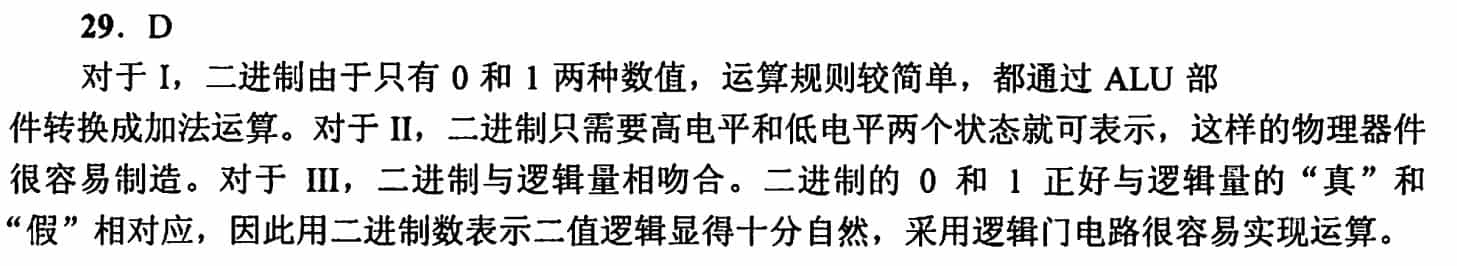 29. D
对于 I，二进制由于只有 0 和 1 两种数值，运算规则较简单，都通过 ALU 部
件转换成加法运算。对于 II，二进制只需要高电平和低电平两个状态就可表示，这样的物理器件
很容易制造。对于 III，二进制与逻辑量相吻合。二进制的 0 和 1 正好与逻辑量的“真”和
“假”相对应，因此用二进制数表示二值逻辑显得十分自然，采用逻辑门电路很容易实现运算。